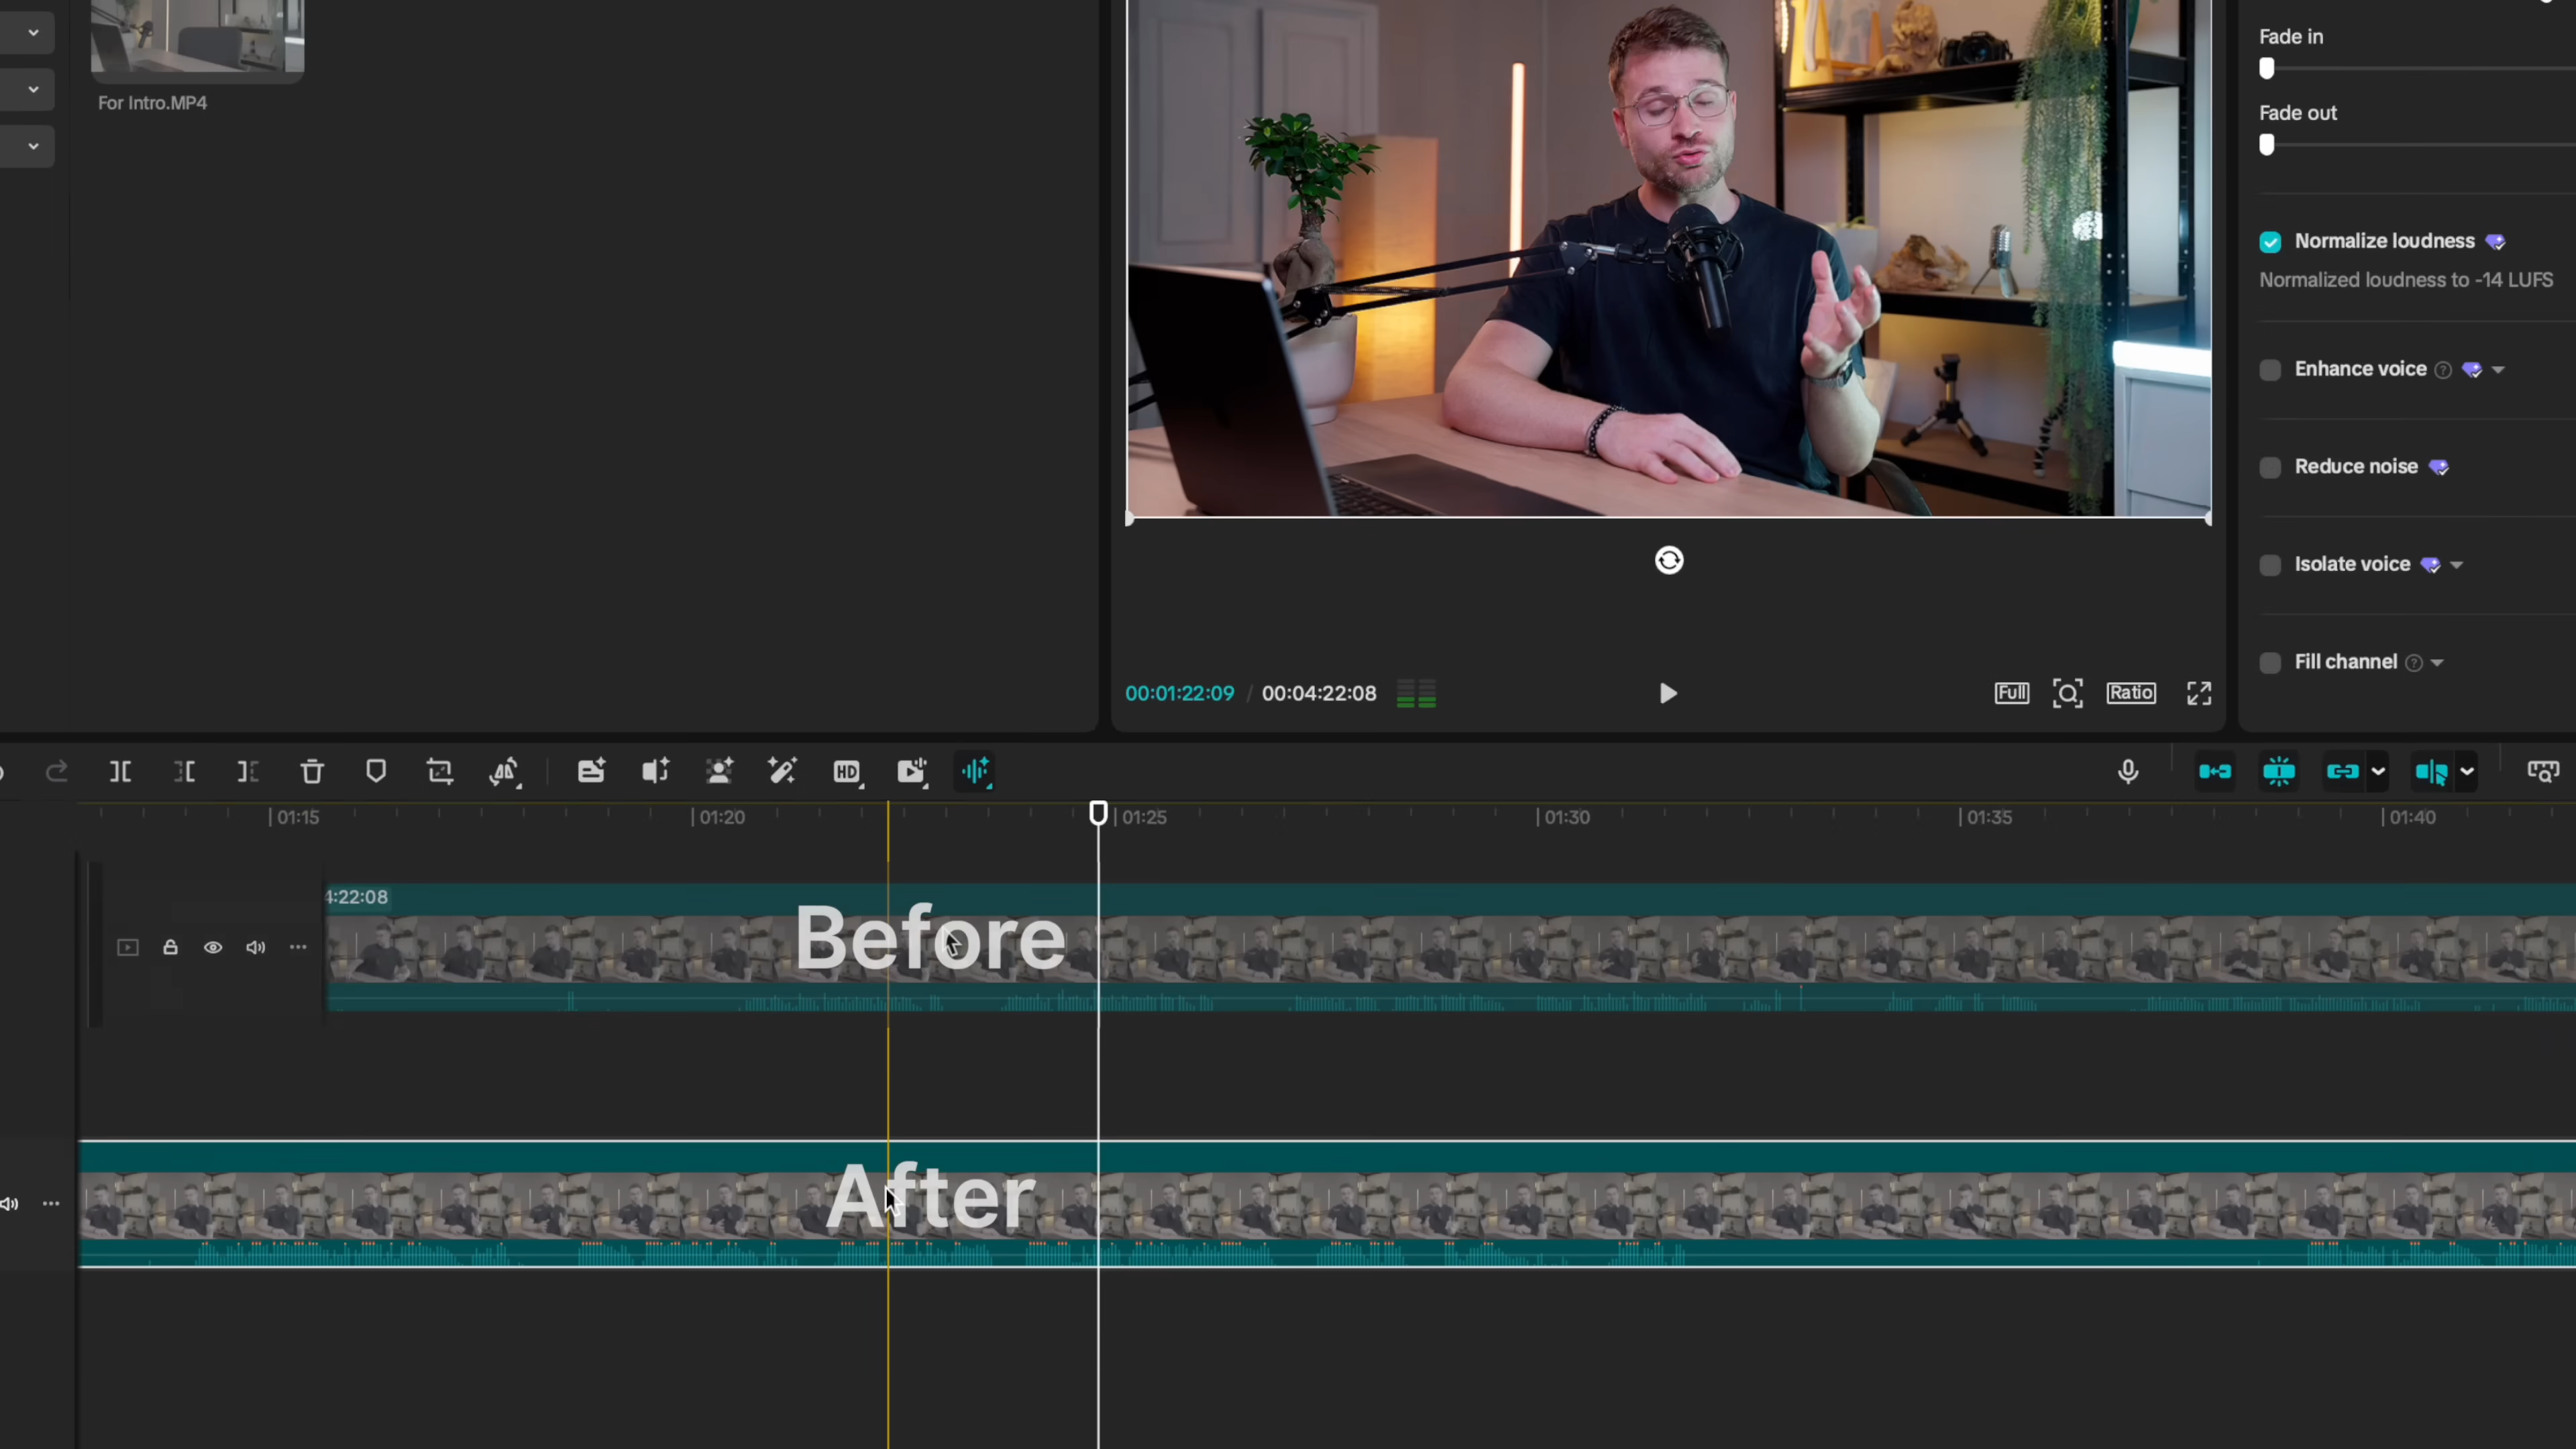 For Intro.MP4
Fade in
Fade out
Normalize loudness
Normalized loudness to -14 LUFS
Enhance voice ?
Reduce noise
Isolate voice
Fill channel ?
00:01:22:09 / 00:04:22:08
Full
Ratio
HD
01:15
01:20
01:25
01:30
01:35
01:40
4:22:08
Before
After